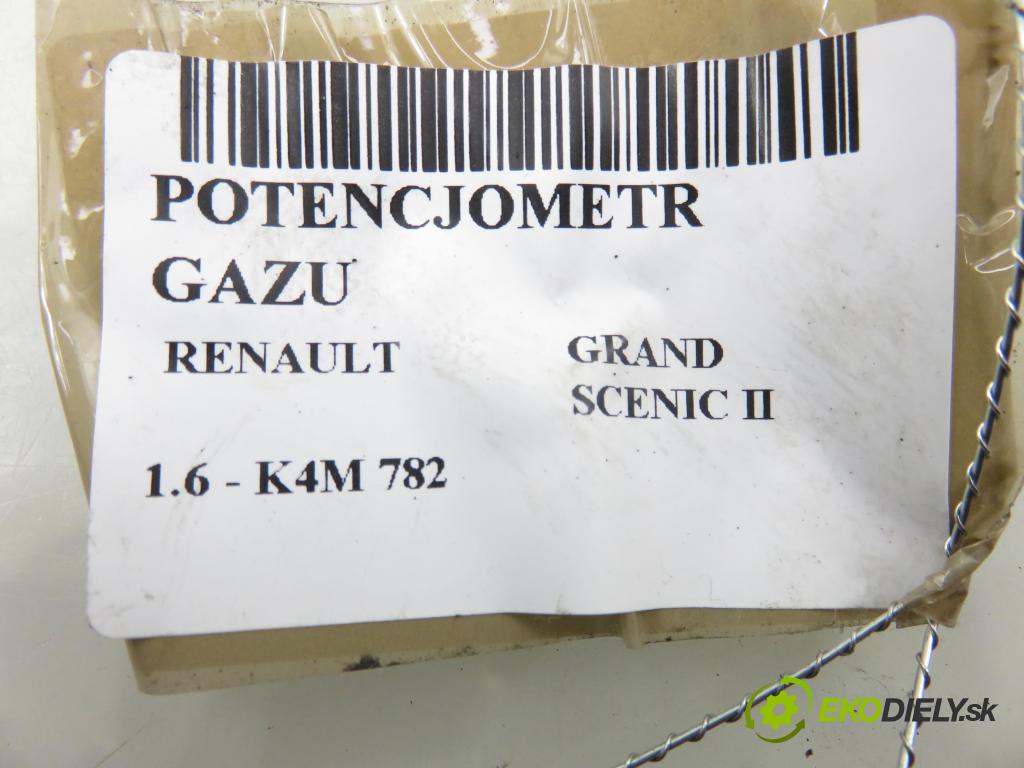 POTENCJOMETR
GAZU
RENAULT GRAND
SCENIC II
1.6 - K4M 782
EKODIELY.sk